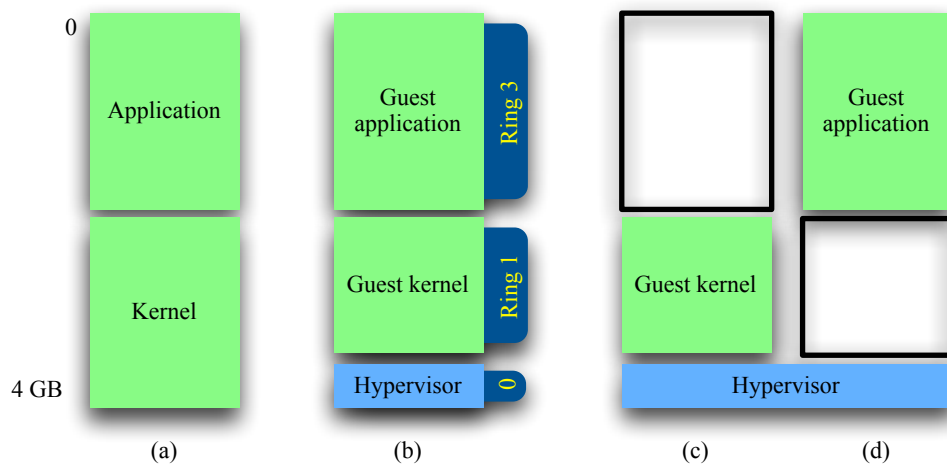 0
Application
Kernel
4 GB
(a)
Guest
application
Ring 3
Guest kernel
Ring 1
Hypervisor
0
(b)
Guest kernel
Guest
application
Hypervisor
(c)
(d)